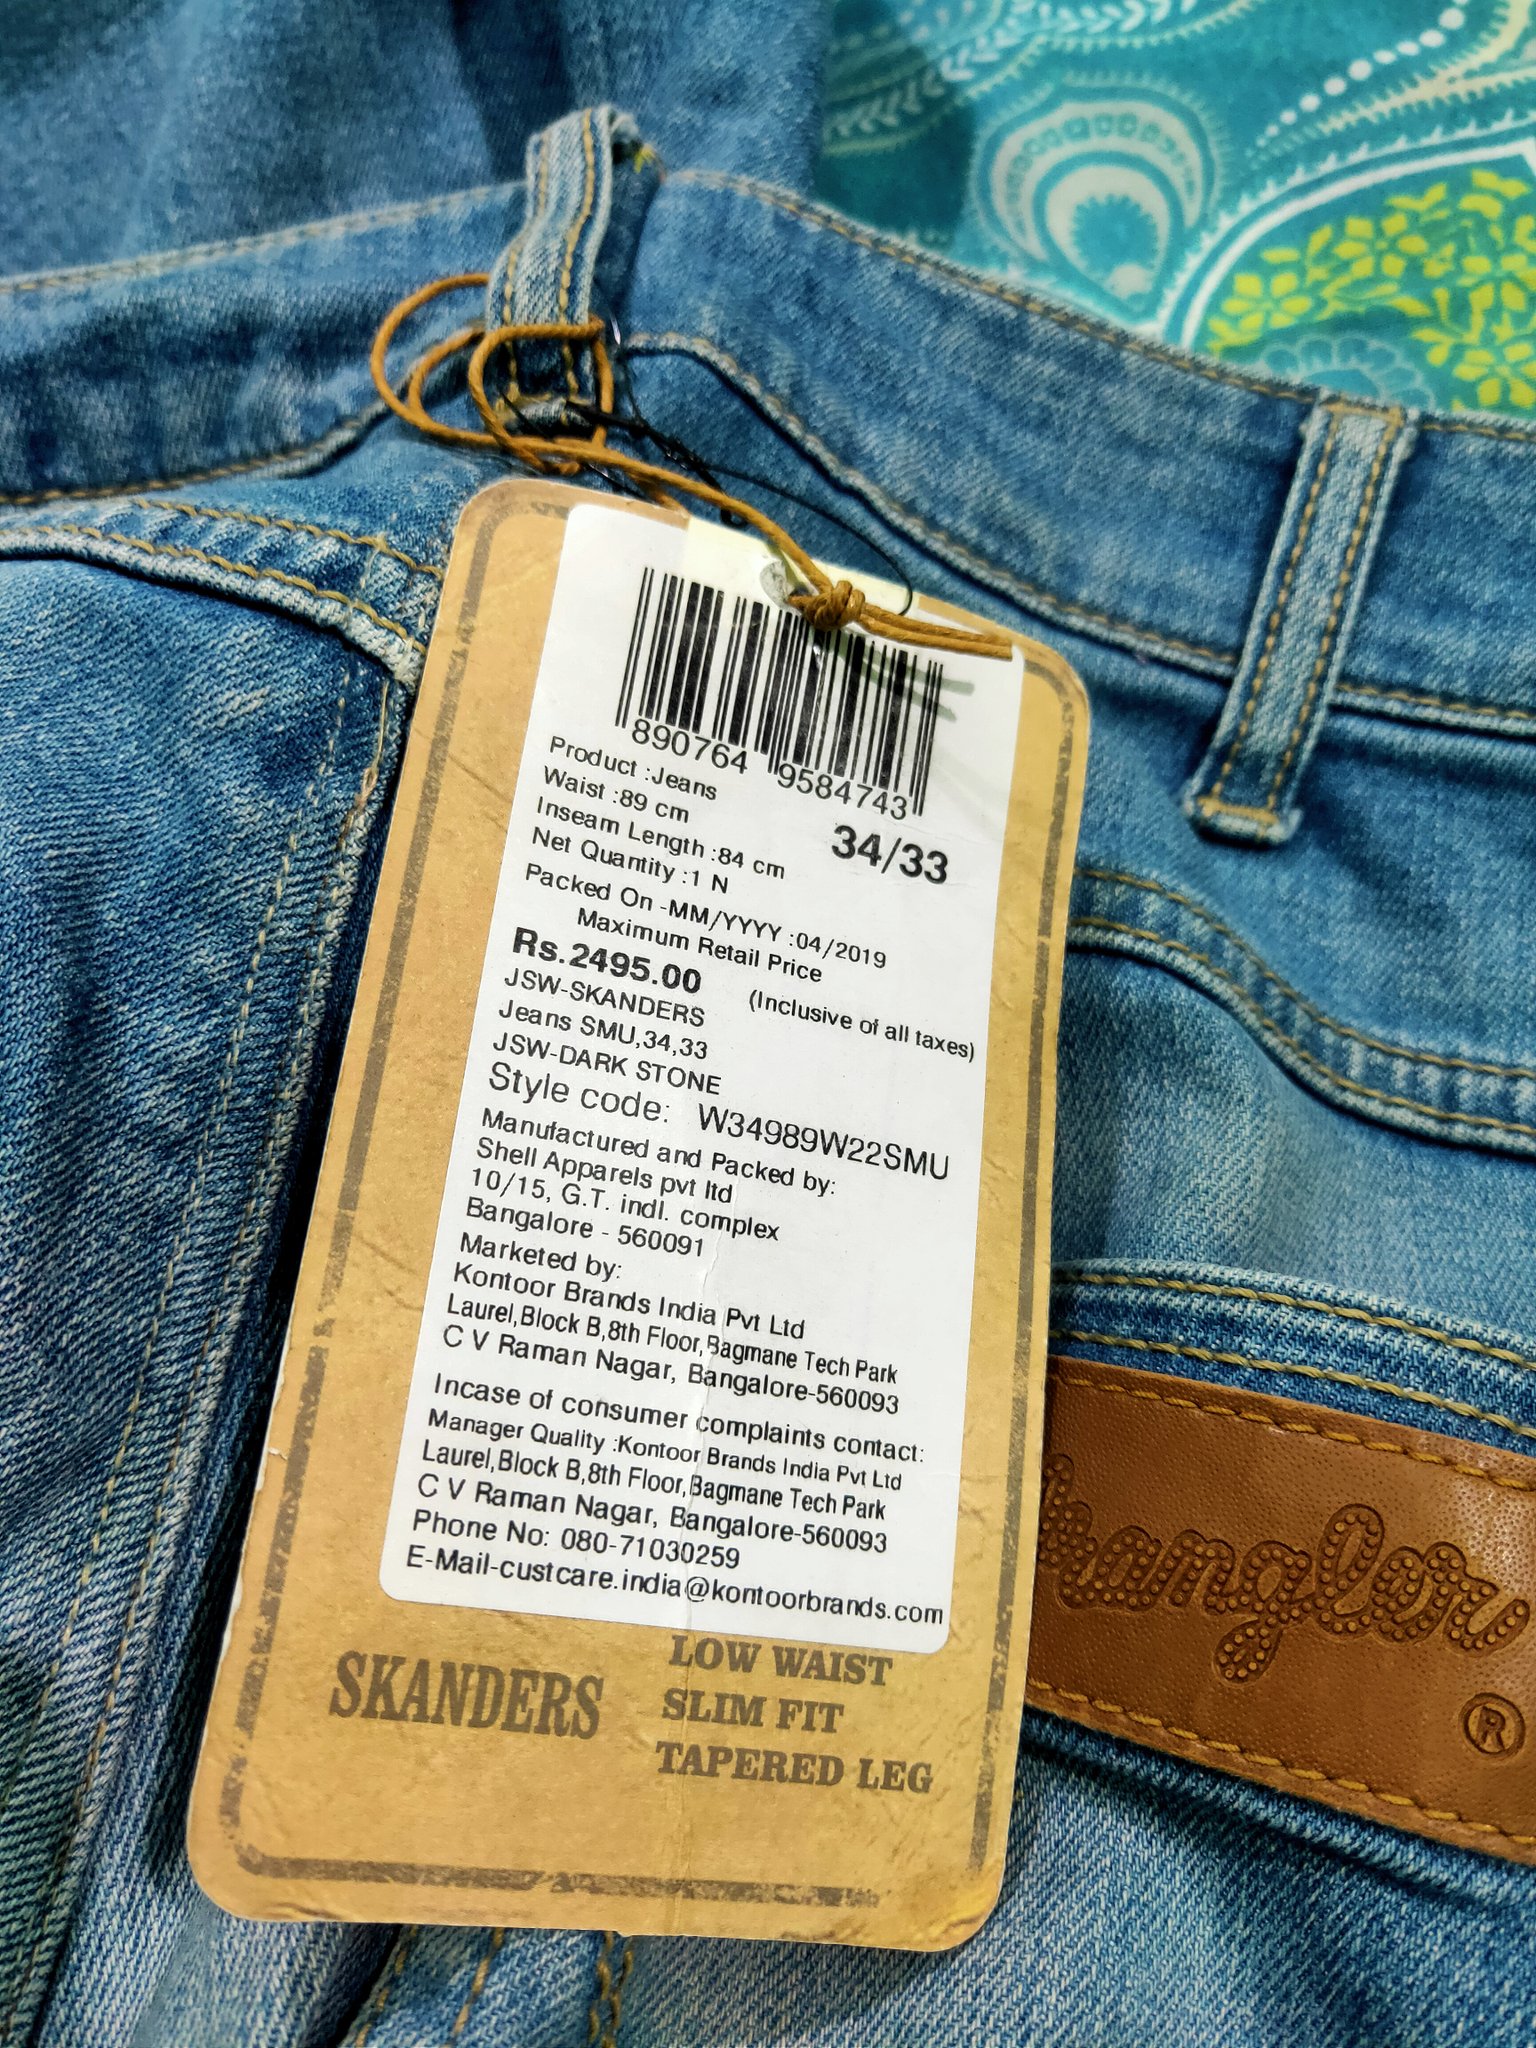 890764 9584743
Product :Jeans
Waist :89 cm
Inseam Length :84 cm
34/33
Net Quantity :1 N
Packed On -MM/YYYY :04/2019
Maximum Retail Price
Rs.2495.00
(Inclusive of all taxes)
JSW-SKANDERS
Jeans SMU,34,33
JSW-DARK STONE
Style code: W34989W22SMU
Manufactured and Packed by:
Shell Apparels pvt ltd
10/15, G.T. indl. complex
Bangalore - 560091
Marketed by:
Kontoor Brands India Pvt Ltd
Laurel,Block B,8th Floor,Bagmane Tech Park
C V Raman Nagar, Bangalore-560093
Incase of consumer complaints contact:
Manager Quality :Kontoor Brands India Pvt Ltd
Laurel,Block B,8th Floor,Bagmane Tech Park
C V Raman Nagar, Bangalore-560093
Phone No: 080-71030259
E-Mail-custcare.india@kontoorbrands.com
SKANDERS
LOW WAIST
SLIM FIT
TAPERED LEG
Wrangler
®